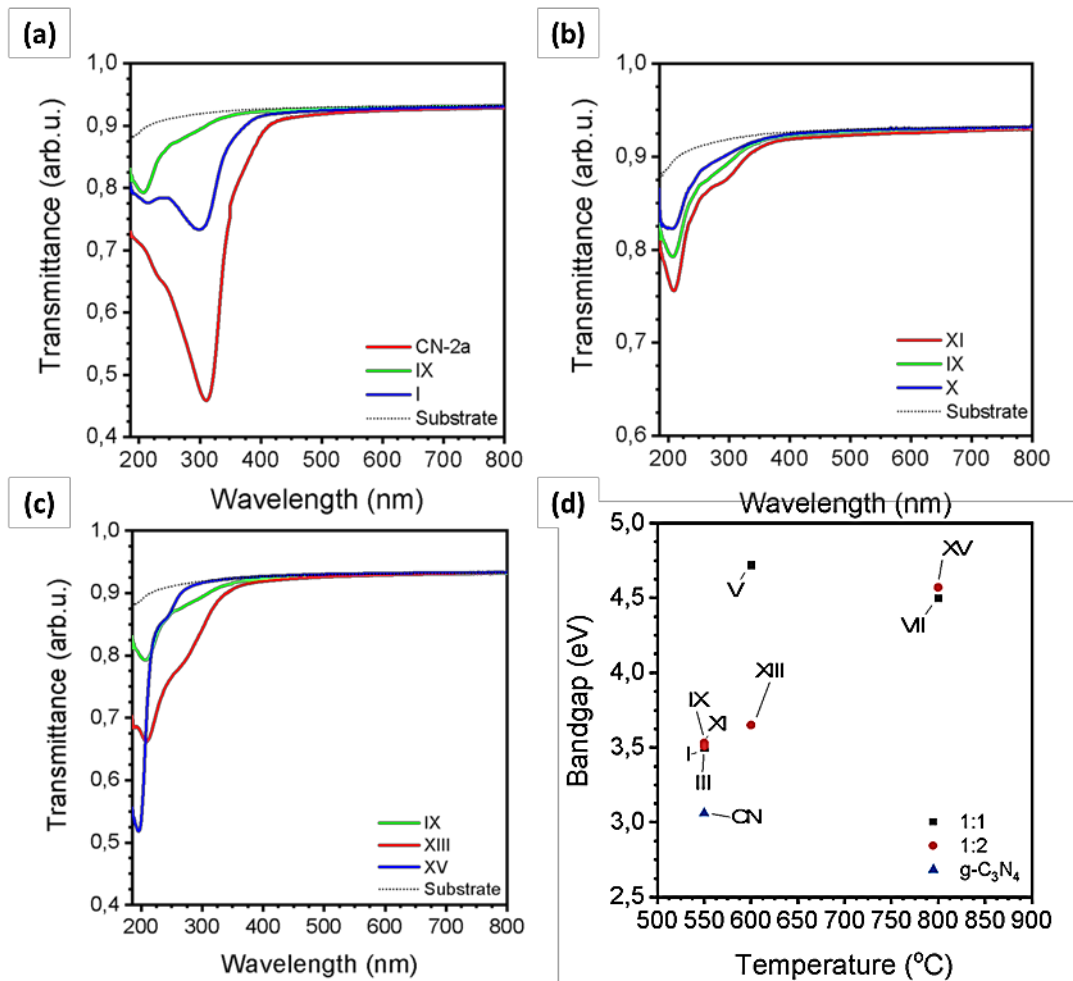 (a)
1,0
0,9
0,8
0,7
0,6
0,5
0,4
Transmittance (arb.u.)
CN-2a
IX
I
Substrate
200 300 400 500 600 700 800
Wavelength (nm)
(b)
1,0
0,9
0,8
0,7
0,6
Transmittance (arb.u.)
XI
IX
X
Substrate
200 300 400 500 600 700 800
Wavelength (nm)
(c)
1,0
0,9
0,8
0,7
0,6
0,5
0,4
Transmittance (arb.u.)
IX
XIII
XV
Substrate
200 300 400 500 600 700 800
Wavelength (nm)
(d)
5,0
4,5
4,0
3,5
3,0
2,5
Bandgap (eV)
XV
V
VII
XIII
IX
XI
I
III
CN
1:1
1:2
g-C₃N₄
500 550 600 650 700 750 800 850 900
Temperature (°C)